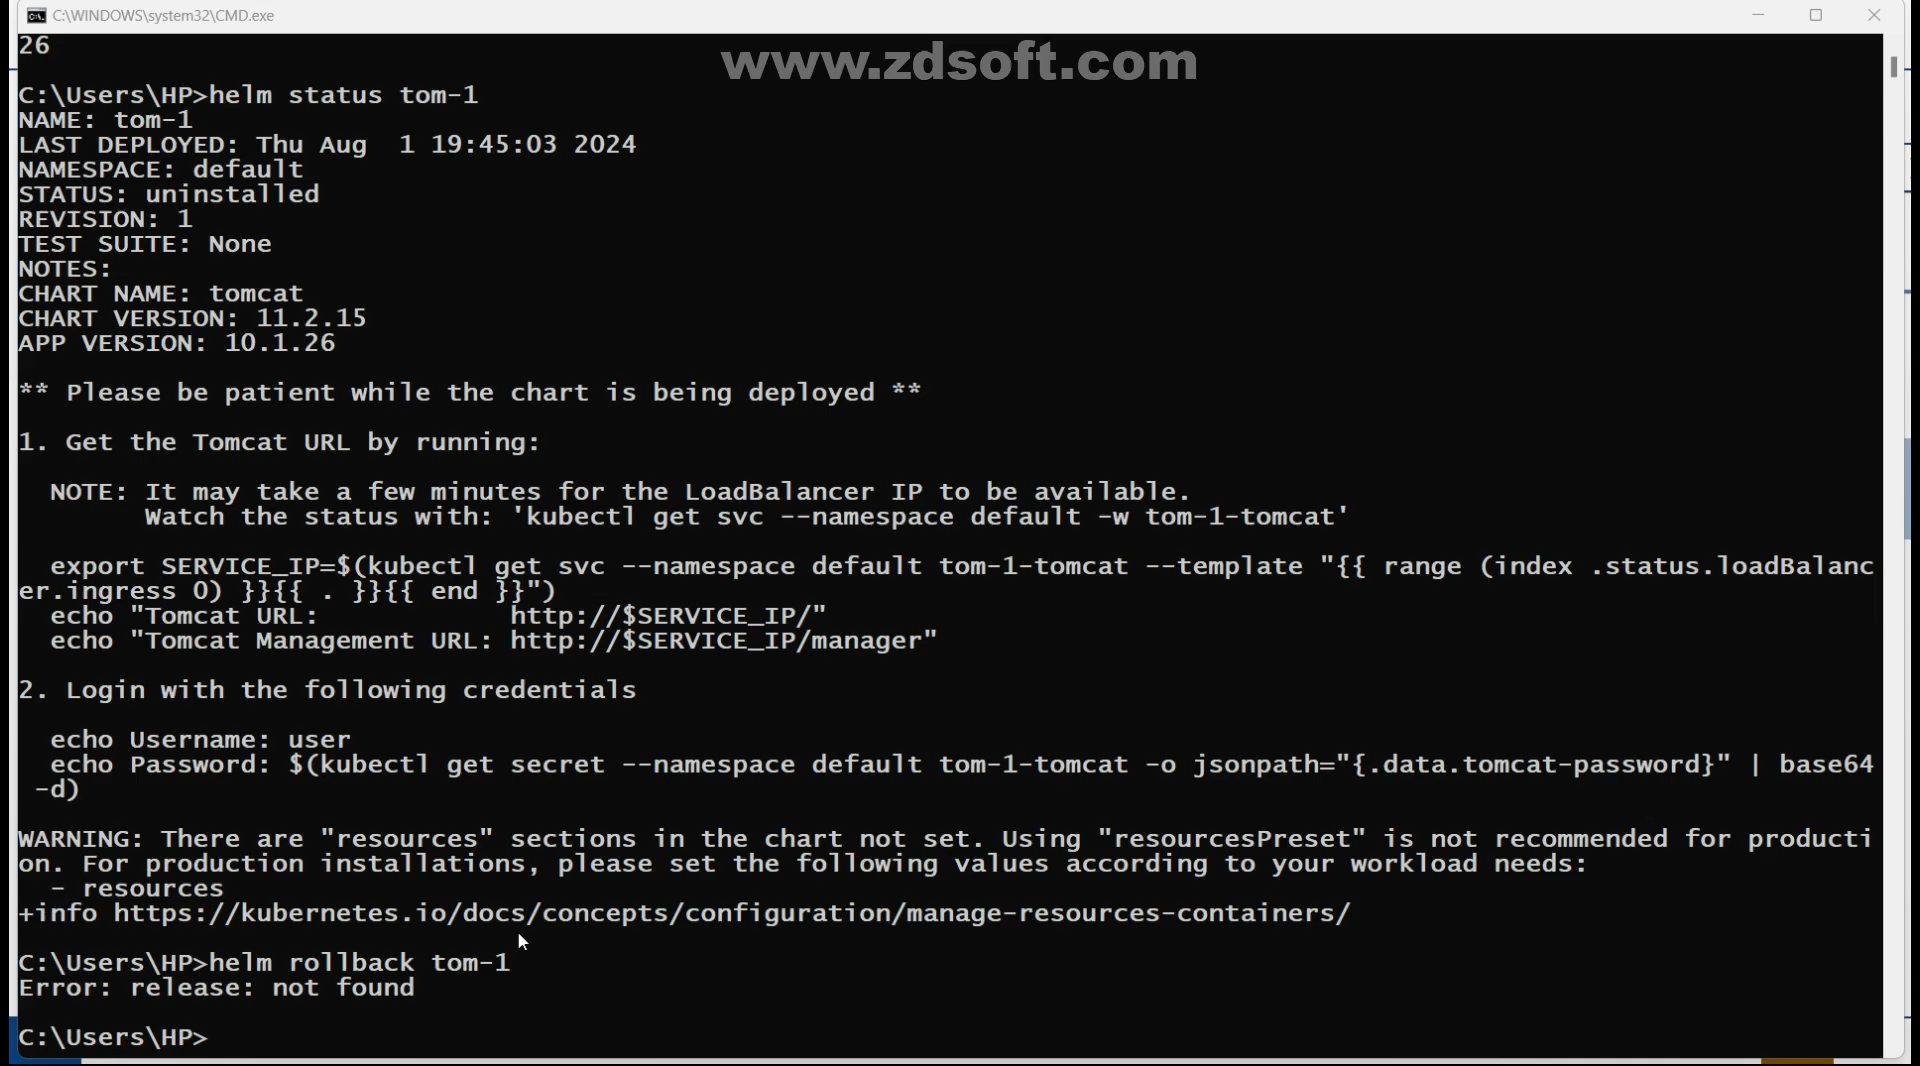 C:\WINDOWS\system32\CMD.exe
26
www.zdsoft.com
C:\Users\HP>helm status tom-1
NAME: tom-1
LAST DEPLOYED: Thu Aug  1 19:45:03 2024
NAMESPACE: default
STATUS: uninstalled
REVISION: 1
TEST SUITE: None
NOTES:
CHART NAME: tomcat
CHART VERSION: 11.2.15
APP VERSION: 10.1.26
** Please be patient while the chart is being deployed **
1. Get the Tomcat URL by running:
  NOTE: It may take a few minutes for the LoadBalancer IP to be available.
        Watch the status with: 'kubectl get svc --namespace default -w tom-1-tomcat'
  export SERVICE_IP=$(kubectl get svc --namespace default tom-1-tomcat --template "{{ range (index .status.loadBalanc
er.ingress 0) }}{{ . }}{{ end }}")
  echo "Tomcat URL:            http://$SERVICE_IP/"
  echo "Tomcat Management URL: http://$SERVICE_IP/manager"
2. Login with the following credentials
  echo Username: user
  echo Password: $(kubectl get secret --namespace default tom-1-tomcat -o jsonpath="{.data.tomcat-password}" | base64
 -d)
WARNING: There are "resources" sections in the chart not set. Using "resourcesPreset" is not recommended for producti
on. For production installations, please set the following values according to your workload needs:
  - resources
+info https://kubernetes.io/docs/concepts/configuration/manage-resources-containers/
C:\Users\HP>helm rollback tom-1
Error: release: not found
C:\Users\HP>